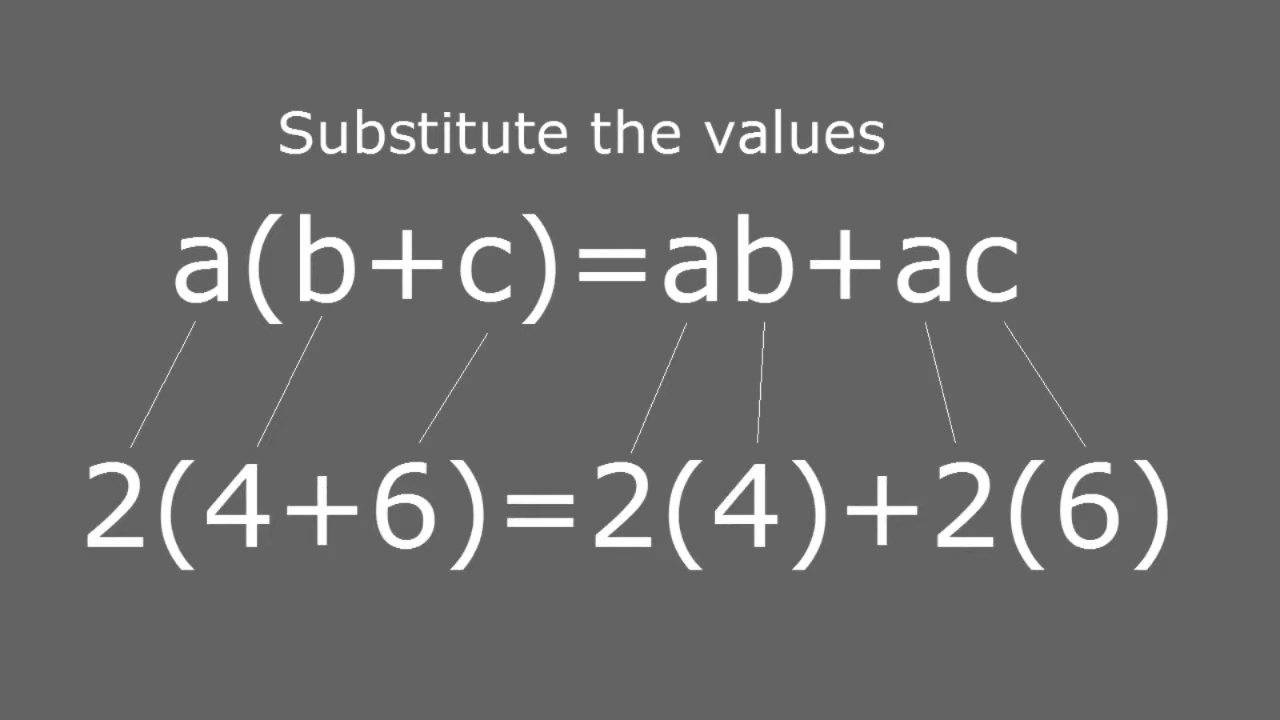 Substitute the values
a(b+c)=ab+ac
2(4+6)=2(4)+2(6)